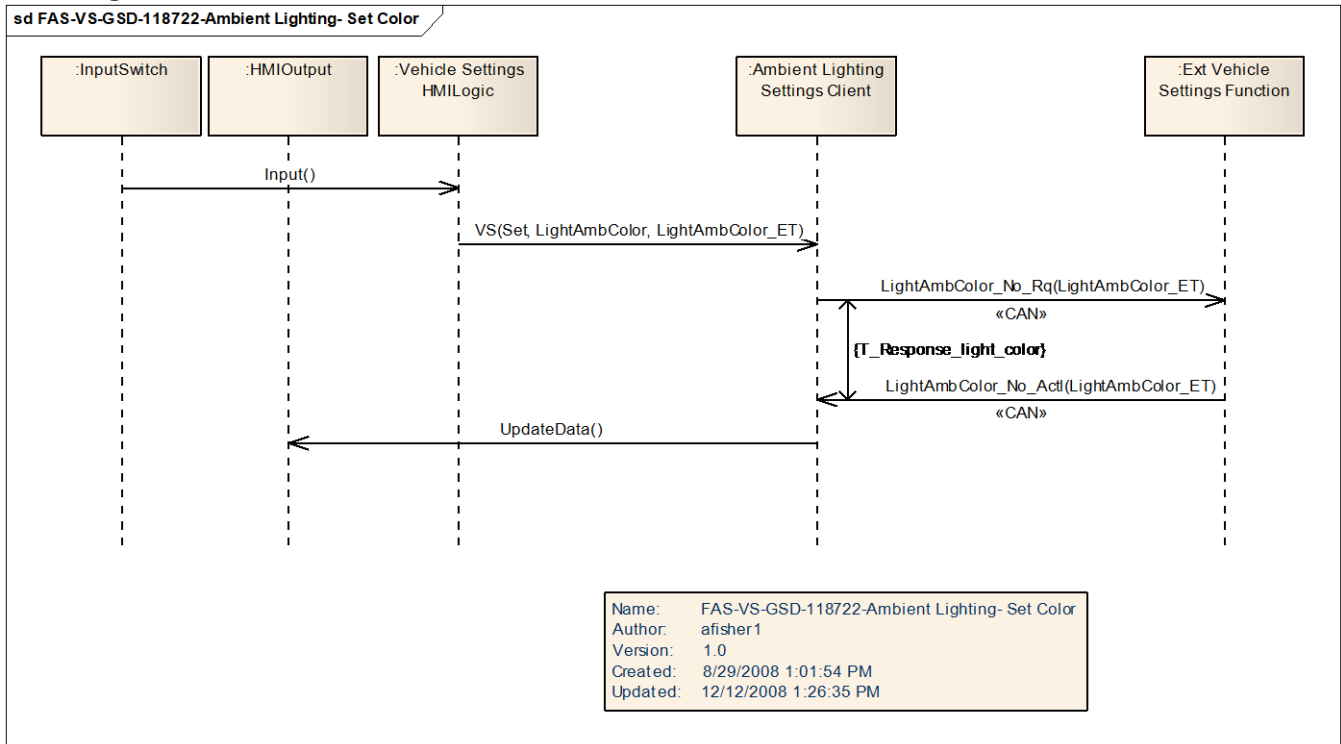 sd FAS-VS-GSD-118722-Ambient Lighting- Set Color
:InputSwitch
:HMIOutput
:Vehicle Settings
HMILogic
:Ambient Lighting
Settings Client
:Ext Vehicle
Settings Function
Input()
VS(Set, LightAmbColor, LightAmbColor_ET)
LightAmbColor_No_Rq(LightAmbColor_ET)
«CAN»
{T_Response_light_color}
LightAmbColor_No_Actl(LightAmbColor_ET)
«CAN»
UpdateData()
Name: FAS-VS-GSD-118722-Ambient Lighting- Set Color
Author: afisher1
Version: 1.0
Created: 8/29/2008 1:01:54 PM
Updated: 12/12/2008 1:26:35 PM